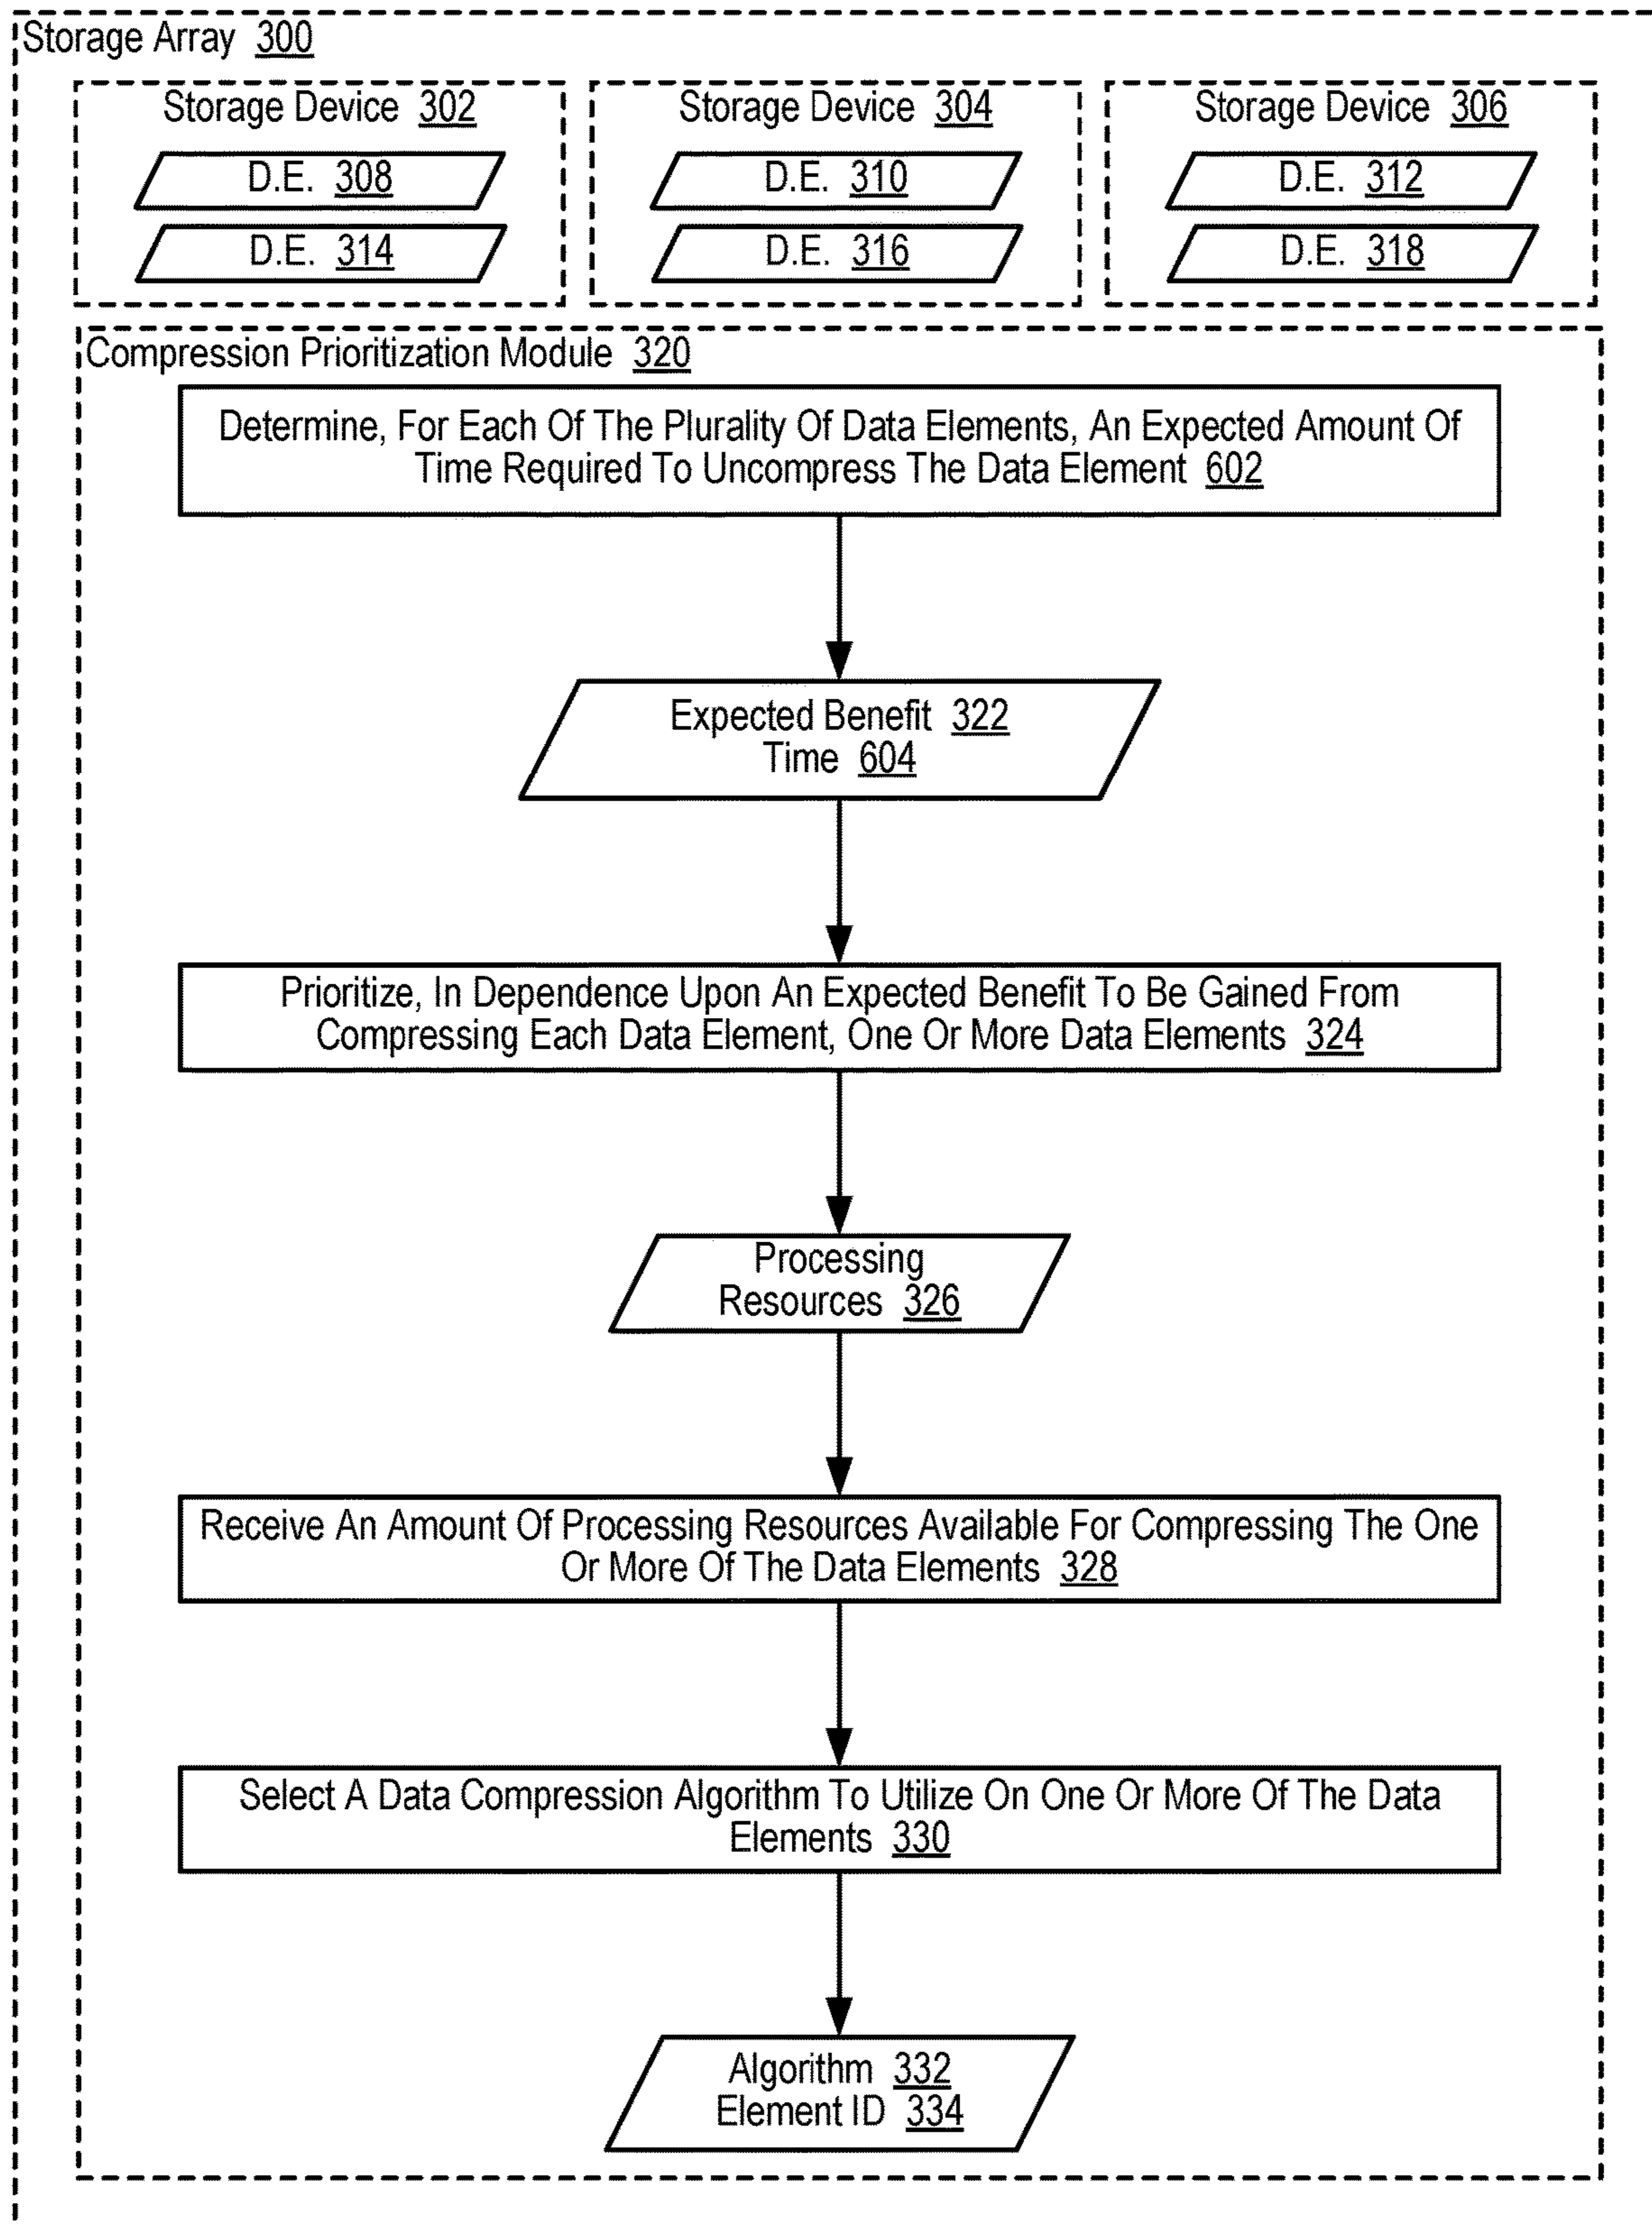 Storage Array 300
Storage Device 302
D.E. 308
D.E. 314
Storage Device 304
D.E. 310
D.E. 316
Storage Device 306
D.E. 312
D.E. 318
Compression Prioritization Module 320
Determine, For Each Of The Plurality Of Data Elements, An Expected Amount Of
Time Required To Uncompress The Data Element 602
Expected Benefit 322
Time 604
Prioritize, In Dependence Upon An Expected Benefit To Be Gained From
Compressing Each Data Element, One Or More Data Elements 324
Processing
Resources 326
Receive An Amount Of Processing Resources Available For Compressing The One
Or More Of The Data Elements 328
Select A Data Compression Algorithm To Utilize On One Or More Of The Data
Elements 330
Algorithm 332
Element ID 334